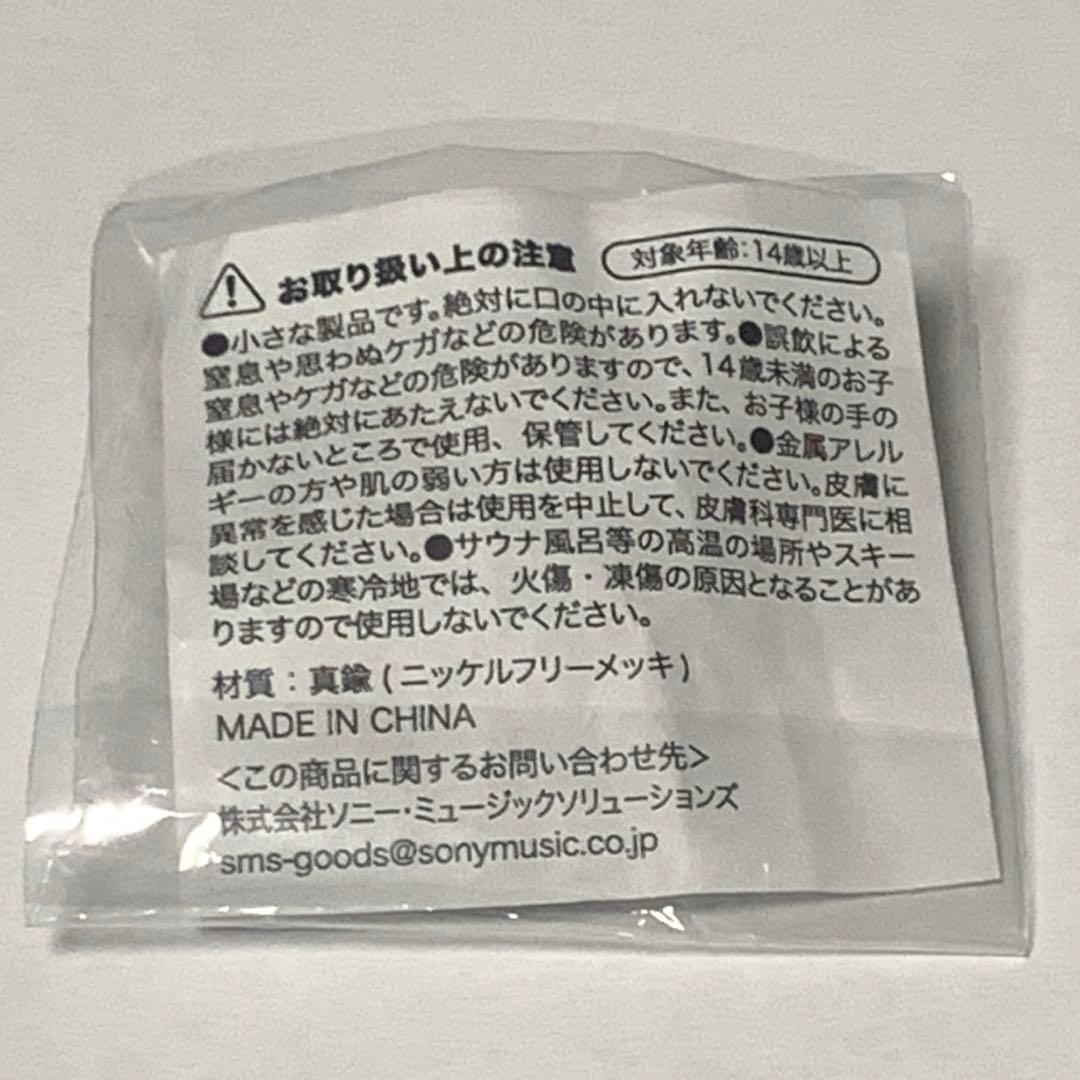 お取り扱い上の注意 対象年齢:14歳以上
●小さな製品です。絶対に口の中に入れないでください。
窒息や思わぬケガなどの危険があります。●誤飲による
窒息やケガなどの危険がありますので、14歳未満のお子
様には絶対にあたえないでください。また、お子様の手の
届かないところで使用、保管してください。●金属アレル
ギーの方や肌の弱い方は使用しないでください。皮膚に
異常を感じた場合は使用を中止して、皮膚科専門医に相
談してください。●サウナ風呂等の高温の場所やスキー
場などの寒冷地では、火傷・凍傷の原因となることがあ
りますので使用しないでください。
材質：真鍮(ニッケルフリーメッキ)
MADE IN CHINA
<この商品に関するお問い合わせ先>
株式会社ソニー・ミュージックソリューションズ
sms-goods@sonymusic.co.jp